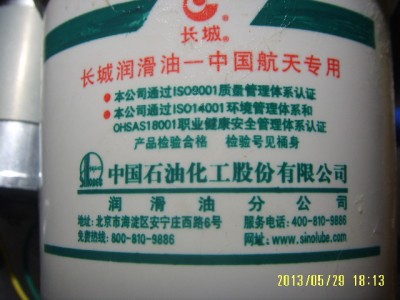 长城®
长城润滑油—中国航天专用
●本公司通过ISO9001质量管理体系认证
●本公司通过ISO14001环境管理体系和
OHSAS18001职业健康安全管理体系认证
产品检验合格 检验号见桶身
中国石油化工股份有限公司
润滑油分公司
地址:北京市海淀区安宁庄西路6号 服务电话:400-810-9886
免费热线:800-810-9886 网址:www.sinolube.com
2013/05/29 18:13